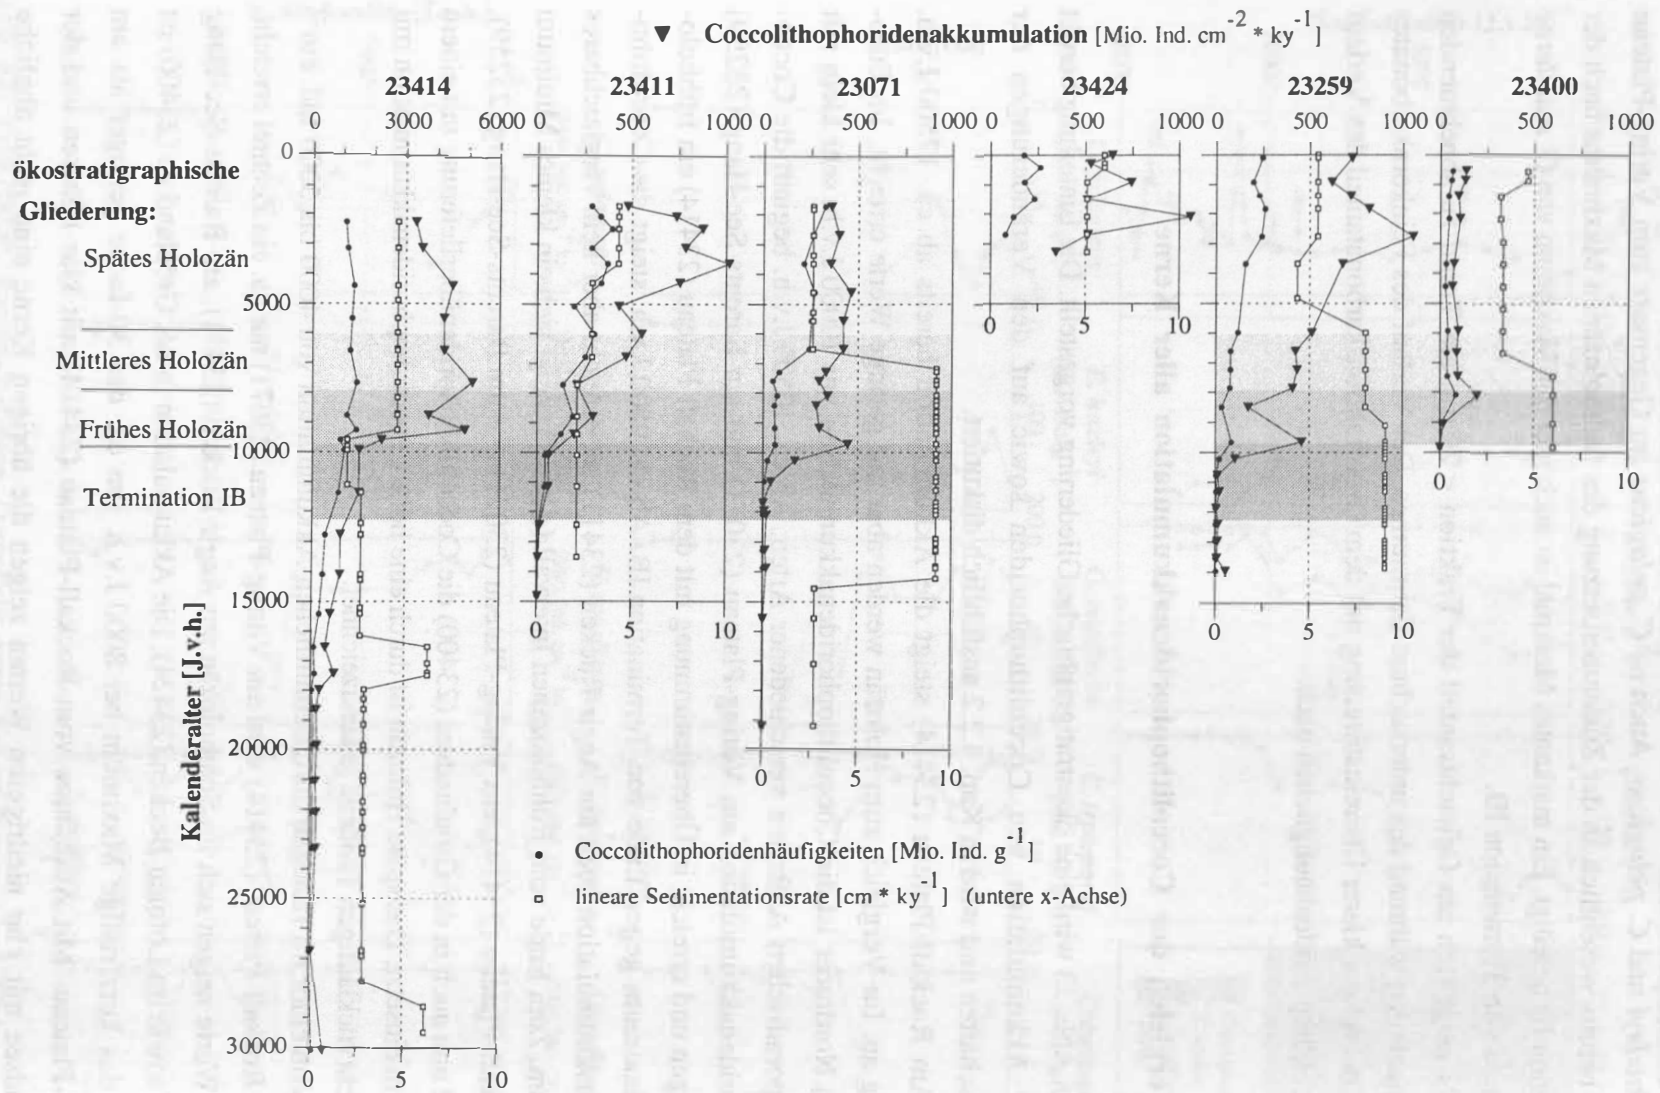 ▼ Coccolithophoridenakkumulation [Mio. Ind. cm⁻² * ky⁻¹]
23414 23411 23071 23424 23259 23400
0 3000 6000 0 500 1000 0 500 1000 0 500 1000 0 500 1000 0 500 1000
ökostratigraphische
Gliederung:
Spätes Holozän
Mittleres Holozän
Frühes Holozän
Termination IB
Kalenderalter [J.v.h.]
0
5000
10000
15000
20000
25000
30000
0 5 10
0 5 10
0 5 10
0 5 10
0 5 10
0 5 10
• Coccolithophoridenhäufigkeiten [Mio. Ind. g⁻¹]
▫ lineare Sedimentationsrate [cm * ky⁻¹] (untere x-Achse)